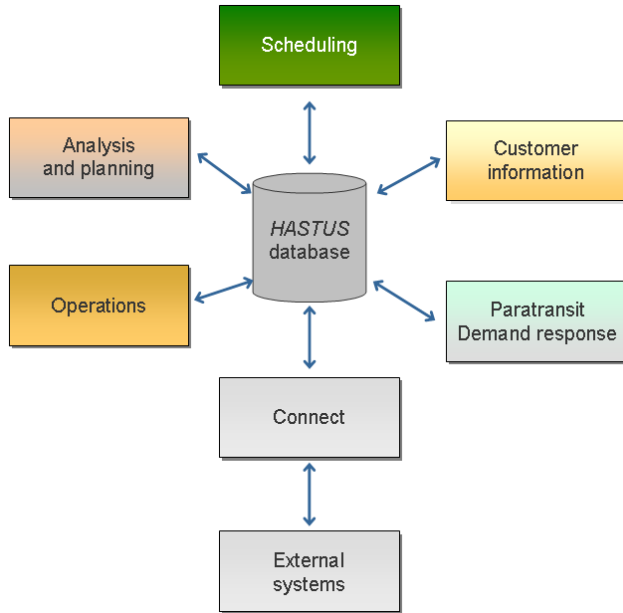 Scheduling
Analysis
and planning
Customer
information
HASTUS
database
Operations
Paratransit
Demand response
Connect
External
systems